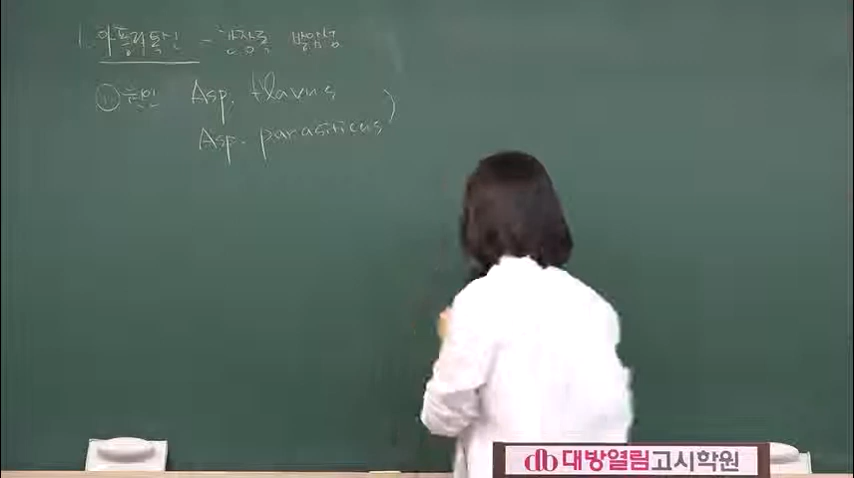 1. 아플라톡신 - 간장독 발암성
① 원인 Asp. flavus
Asp. parasiticus )
db 대방열림고시학원